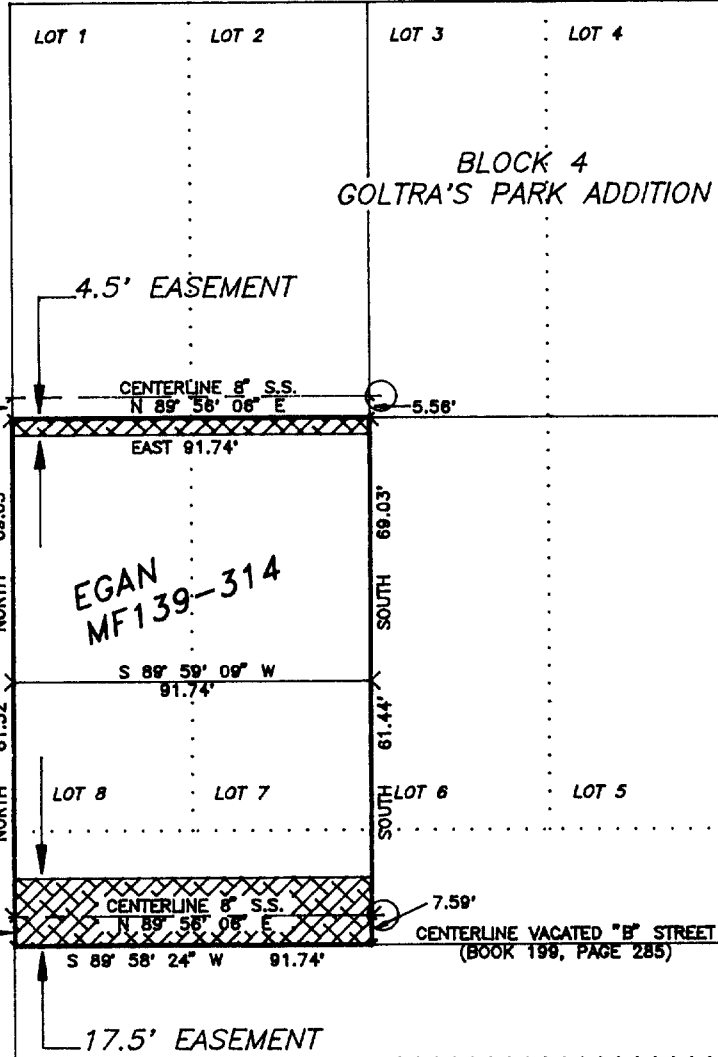 LOT 1
LOT 2
LOT 3
LOT 4
BLOCK 4
GOLTRA'S PARK ADDITION
4.5' EASEMENT
CENTERLINE 8" S.S.
N 89° 56' 06" E
5.56'
EAST 91.74'
NORTH
SOUTH 69.03'
EGAN
MF139-314
S 89° 59' 09" W
91.74'
NORTH
SOUTH 61.44'
LOT 8
LOT 7
LOT 6
LOT 5
CENTERLINE 8" S.S.
N 89° 56' 06" E
7.59'
CENTERLINE VACATED "B" STREET
(BOOK 199, PAGE 285)
S 89° 58' 24" W 91.74'
17.5' EASEMENT